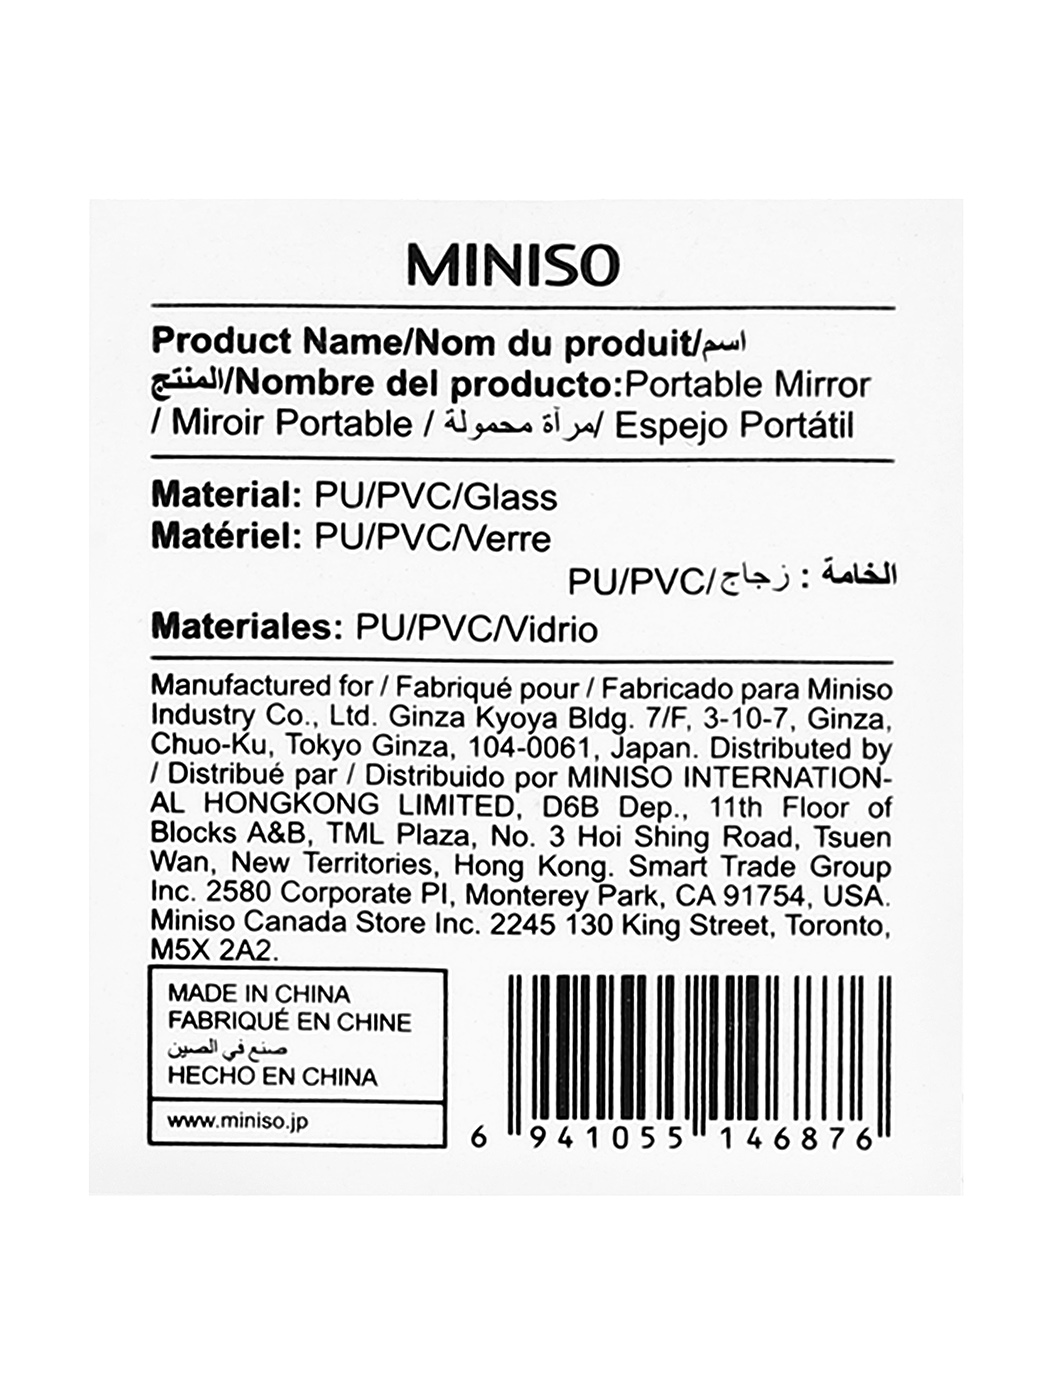 MINISO
Product Name/Nom du produit/اسم
المنتج/Nombre del producto:Portable Mirror
/ Miroir Portable / مرآة محمولة/ Espejo Portátil
Material: PU/PVC/Glass
Matériel: PU/PVC/Verre
الخامة : زجاج/PU/PVC
Materiales: PU/PVC/Vidrio
Manufactured for / Fabriqué pour / Fabricado para Miniso
Industry Co., Ltd. Ginza Kyoya Bldg. 7/F, 3-10-7, Ginza,
Chuo-Ku, Tokyo Ginza, 104-0061, Japan. Distributed by
/ Distribué par / Distribuido por MINISO INTERNATION-
AL HONGKONG LIMITED, D6B Dep., 11th Floor of
Blocks A&B, TML Plaza, No. 3 Hoi Shing Road, Tsuen
Wan, New Territories, Hong Kong. Smart Trade Group
Inc. 2580 Corporate Pl, Monterey Park, CA 91754, USA.
Miniso Canada Store Inc. 2245 130 King Street, Toronto,
M5X 2A2.
MADE IN CHINA
FABRIQUÉ EN CHINE
صنع في الصين
HECHO EN CHINA
www.miniso.jp
6 941055 146876